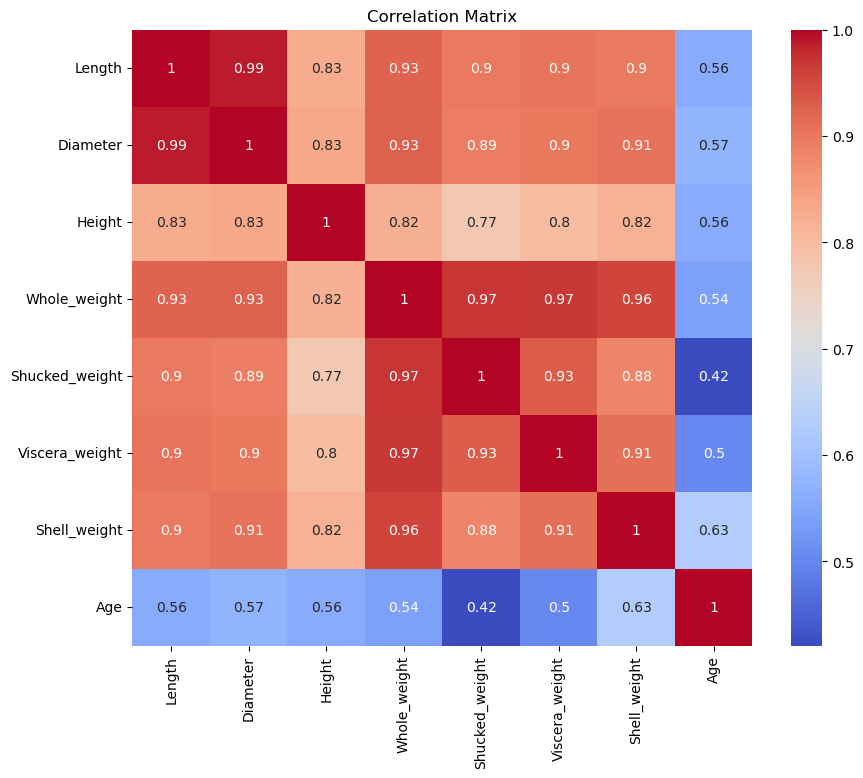 Correlation Matrix
Length 1 0.99 0.83 0.93 0.9 0.9 0.9 0.56
Diameter 0.99 1 0.83 0.93 0.89 0.9 0.91 0.57
Height 0.83 0.83 1 0.82 0.77 0.8 0.82 0.56
Whole_weight 0.93 0.93 0.82 1 0.97 0.97 0.96 0.54
Shucked_weight 0.9 0.89 0.77 0.97 1 0.93 0.88 0.42
Viscera_weight 0.9 0.9 0.8 0.97 0.93 1 0.91 0.5
Shell_weight 0.9 0.91 0.82 0.96 0.88 0.91 1 0.63
Age 0.56 0.57 0.56 0.54 0.42 0.5 0.63 1
Length
Diameter
Height
Whole_weight
Shucked_weight
Viscera_weight
Shell_weight
Age
1.0
0.9
0.8
0.7
0.6
0.5